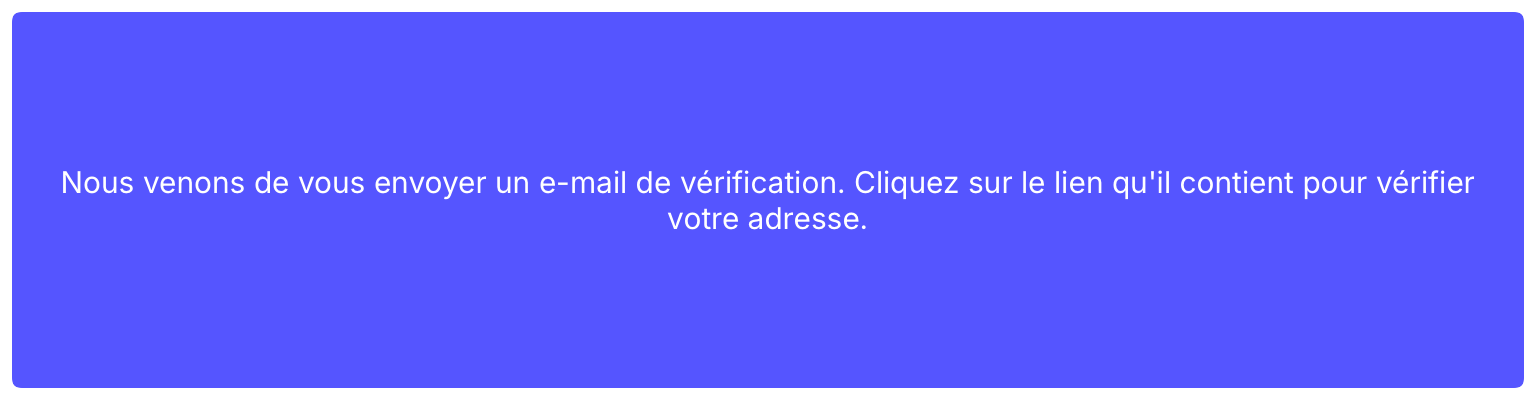 Nous venons de vous envoyer un e-mail de vérification. Cliquez sur le lien qu'il contient pour vérifier
votre adresse.